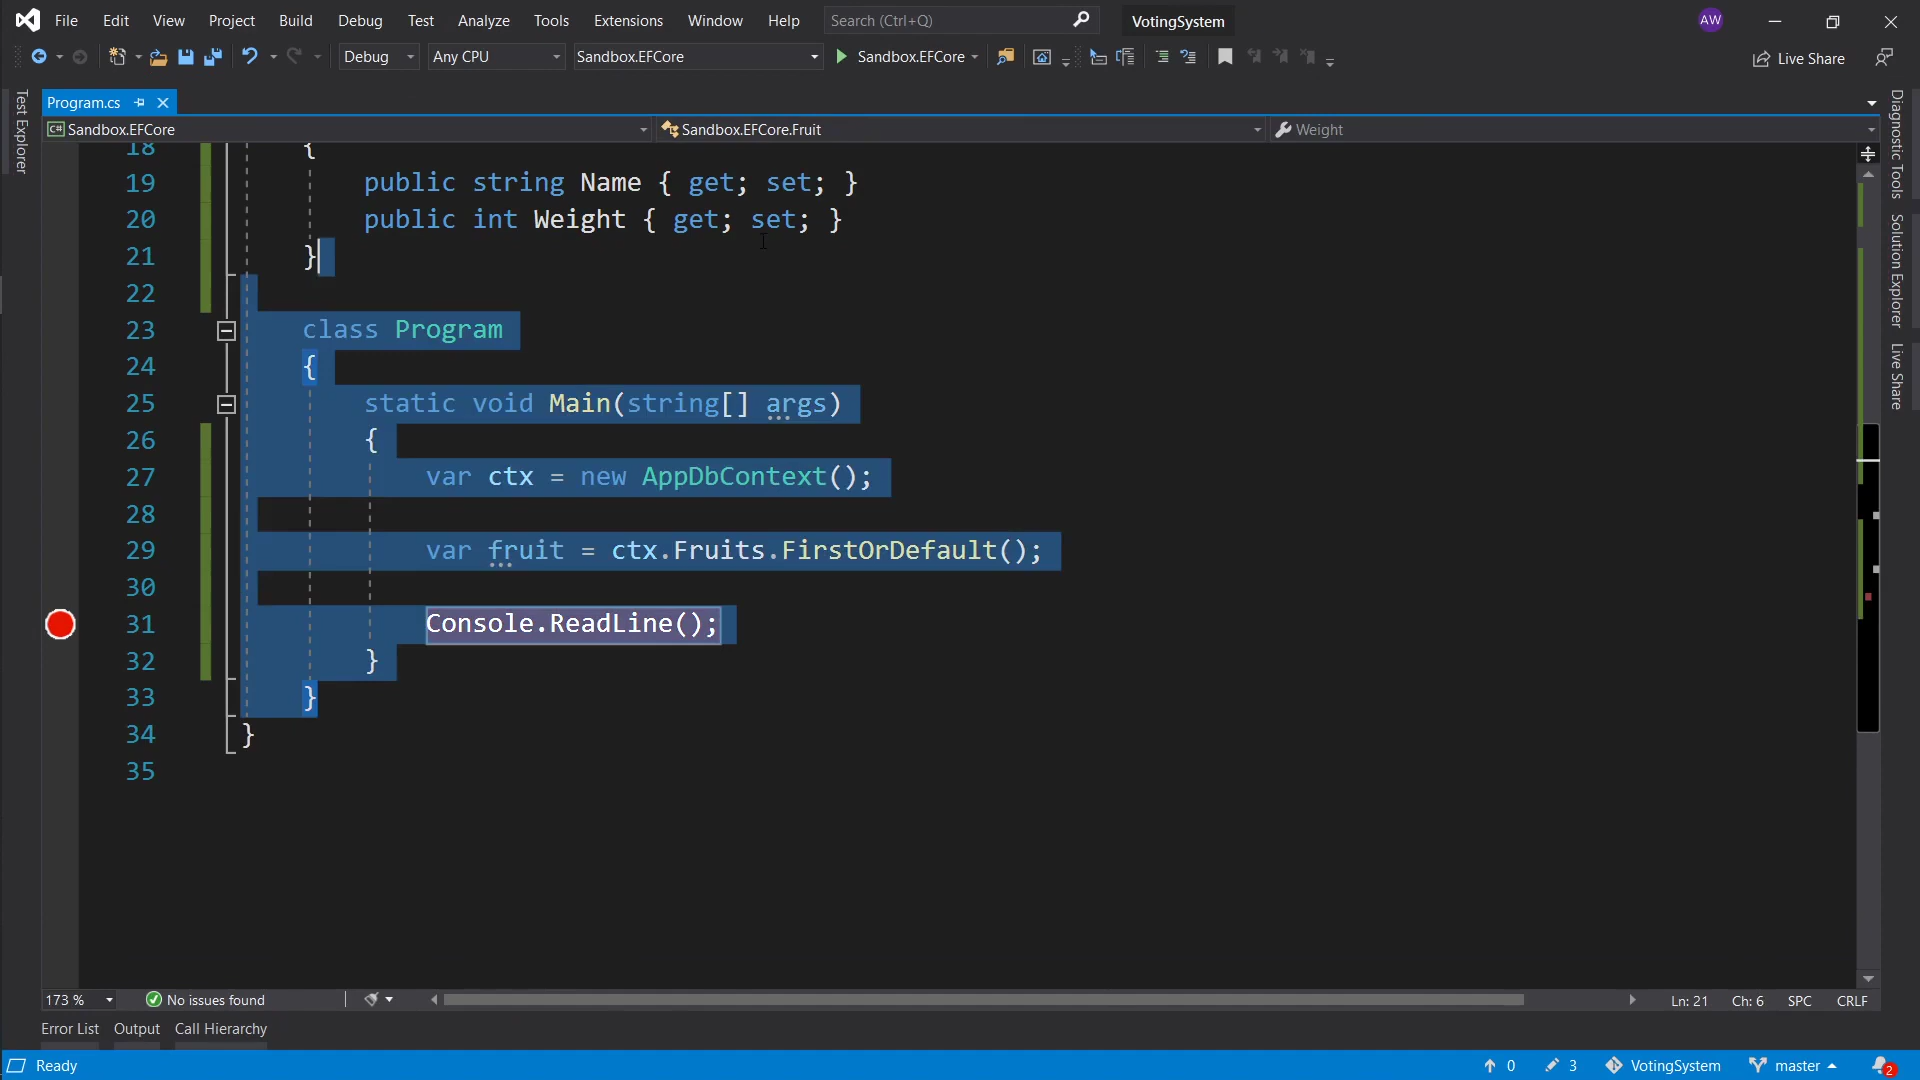 File Edit View Project Build Debug Test Analyze Tools Extensions Window Help Search (Ctrl+Q) VotingSystem AW
Debug Any CPU Sandbox.EFCore Sandbox.EFCore Live Share
Test Explorer
Program.cs
C# Sandbox.EFCore Sandbox.EFCore.Fruit Weight
18 {
19 public string Name { get; set; }
20 public int Weight { get; set; }
21 }
22
23 class Program
24 {
25 static void Main(string[] args)
26 {
27 var ctx = new AppDbContext();
28
29 var fruit = ctx.Fruits.FirstOrDefault();
30
31 Console.ReadLine();
32 }
33 }
34 }
35
Diagnostic Tools
Solution Explorer
Live Share
173 % No issues found Ln: 21 Ch: 6 SPC CRLF
Error List Output Call Hierarchy
Ready 0 3 VotingSystem master 2